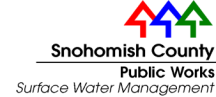 Snohomish County
Public Works
Surface Water Management